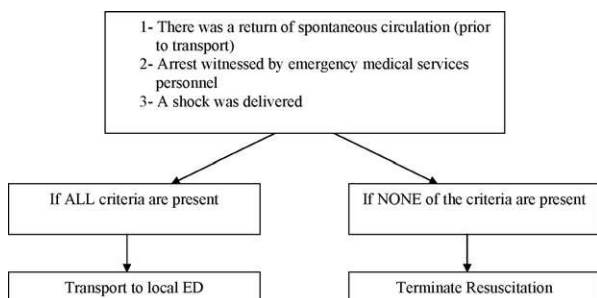 1- There was a return of spontaneous circulation (prior
to transport)
2- Arrest witnessed by emergency medical services
personnel
3- A shock was delivered
If ALL criteria are present
If NONE of the criteria are present
Transport to local ED
Terminate Resuscitation